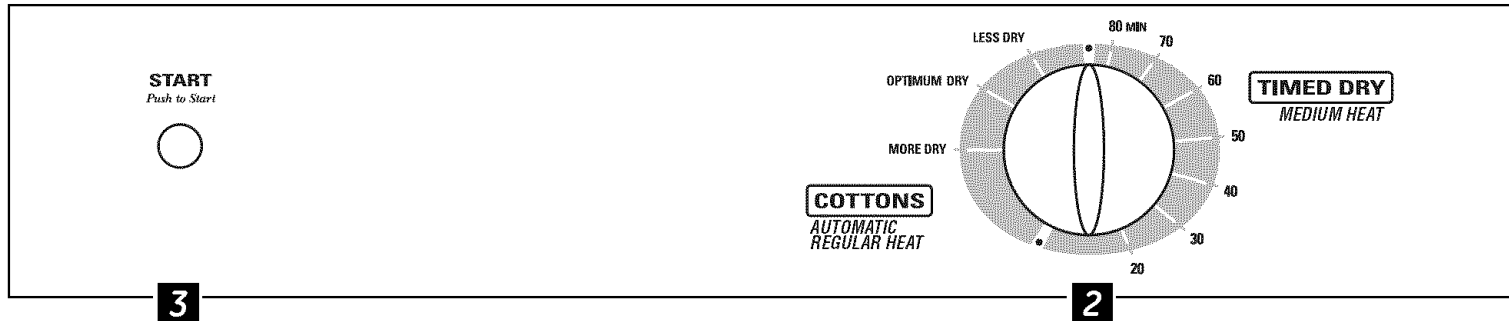 START
Push to Start
LESS DRY
OPTIMUM DRY
MORE DRY
COTTONS
AUTOMATIC
REGULAR HEAT
80 MIN
70
60
50
40
30
20
TIMED DRY
MEDIUM HEAT
3
2